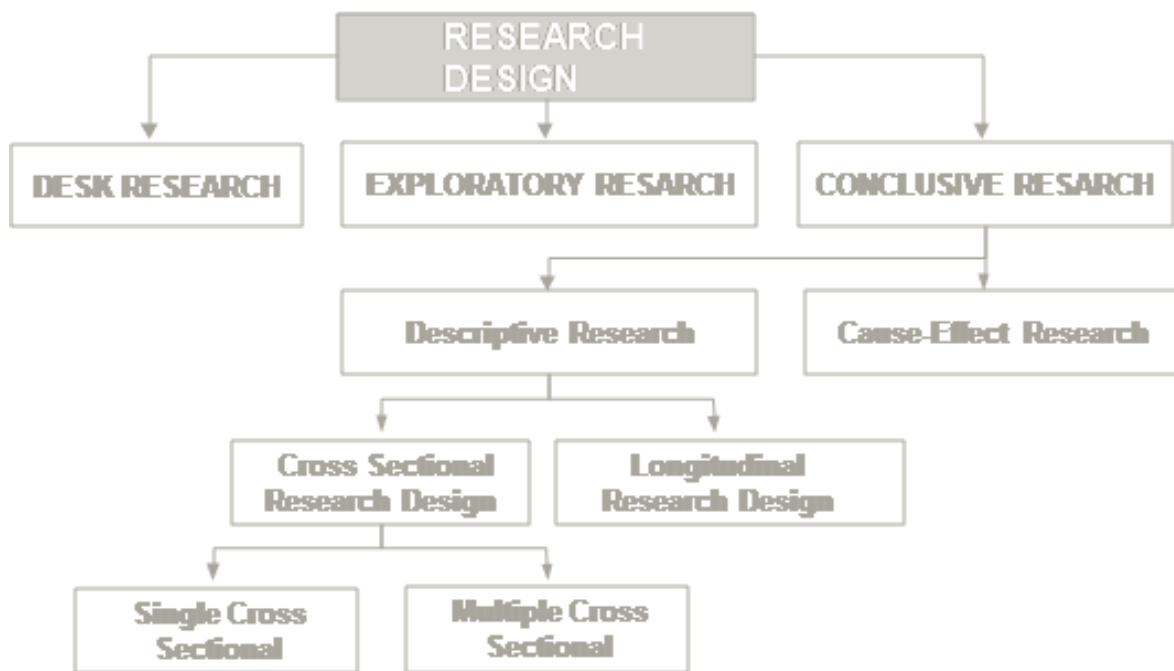 RESEARCH
DESIGN
DESK RESEARCH
EXPLORATORY RESARCH
CONCLUSIVE RESARCH
Descriptive Research
Cause-Effect Research
Cross Sectional
Research Design
Longitudinal
Research Design
Single Cross
Sectional
Multiple Cross
Sectional